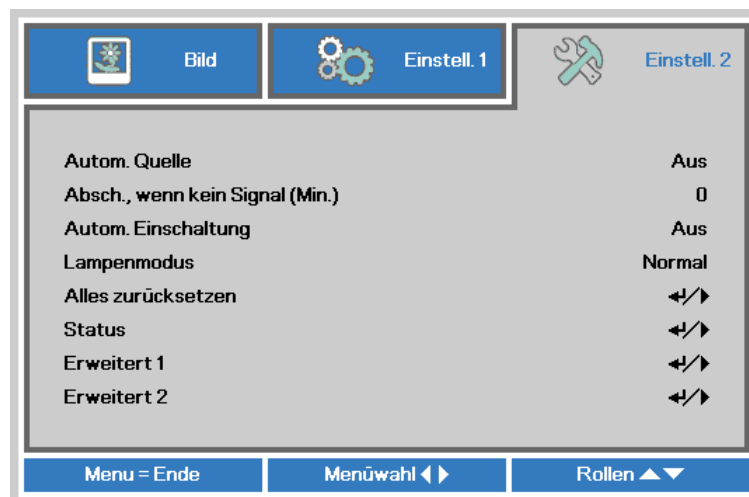 Bild
Einstell. 1
Einstell. 2
Autom. Quelle Aus
Absch., wenn kein Signal (Min.) 0
Autom. Einschaltung Aus
Lampenmodus Normal
Alles zurücksetzen ↵/▶
Status ↵/▶
Erweitert 1 ↵/▶
Erweitert 2 ↵/▶
Menu = Ende
Menūwahl ◀ ▶
Rollen ▲▼